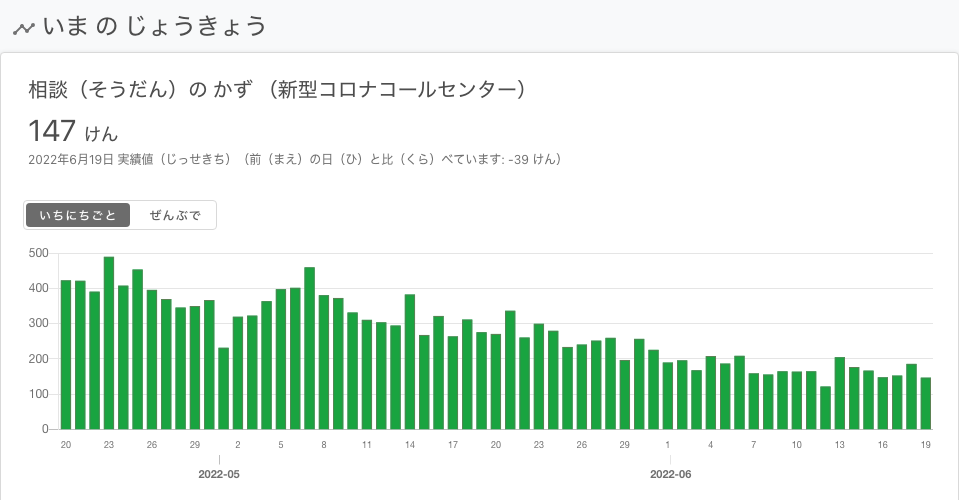 いま の じょうきょう
相談（そうだん）の かず （新型コロナコールセンター）
147 けん
2022年6月19日 実績値（じっせきち）（前（まえ）の日（ひ）と比（くら）べています: -39 けん）
いちにちごと ぜんぶで
500
400
300
200
100
0
20 23 26 29 2 5 8 11 14 17 20 23 26 29 1 4 7 10 13 16 19
2022-05 2022-06